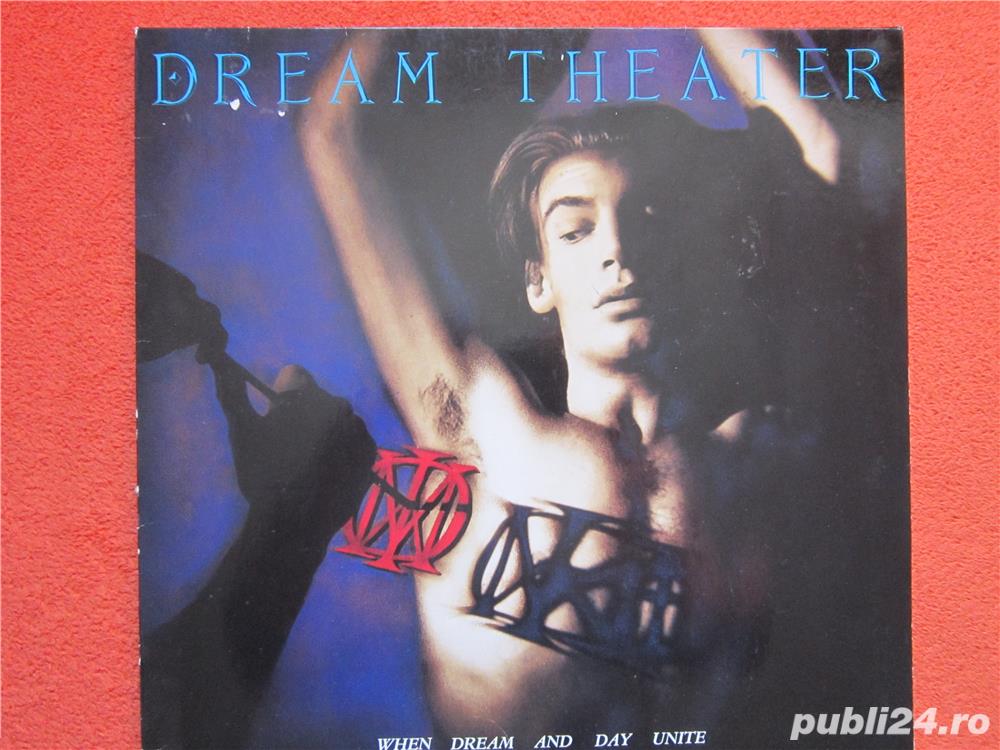 DREAM THEATER
WHEN DREAM AND DAY UNITE
publi24.ro